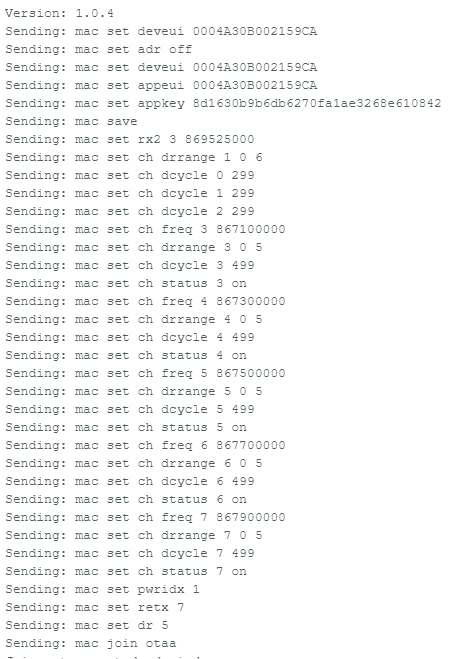 Version: 1.0.4
Sending: mac set deveui 0004A30B002159CA
Sending: mac set adr off
Sending: mac set deveui 0004A30B002159CA
Sending: mac set appeui 0004A30B002159CA
Sending: mac set appkey 8d1630b9b6db6270fa1ae3268e610842
Sending: mac save
Sending: mac set rx2 3 869525000
Sending: mac set ch drrange 1 0 6
Sending: mac set ch dcycle 0 299
Sending: mac set ch dcycle 1 299
Sending: mac set ch dcycle 2 299
Sending: mac set ch freq 3 867100000
Sending: mac set ch drrange 3 0 5
Sending: mac set ch dcycle 3 499
Sending: mac set ch status 3 on
Sending: mac set ch freq 4 867300000
Sending: mac set ch drrange 4 0 5
Sending: mac set ch dcycle 4 499
Sending: mac set ch status 4 on
Sending: mac set ch freq 5 867500000
Sending: mac set ch drrange 5 0 5
Sending: mac set ch dcycle 5 499
Sending: mac set ch status 5 on
Sending: mac set ch freq 6 867700000
Sending: mac set ch drrange 6 0 5
Sending: mac set ch dcycle 6 499
Sending: mac set ch status 6 on
Sending: mac set ch freq 7 867900000
Sending: mac set ch drrange 7 0 5
Sending: mac set ch dcycle 7 499
Sending: mac set ch status 7 on
Sending: mac set pwridx 1
Sending: mac set retx 7
Sending: mac set dr 5
Sending: mac join otaa